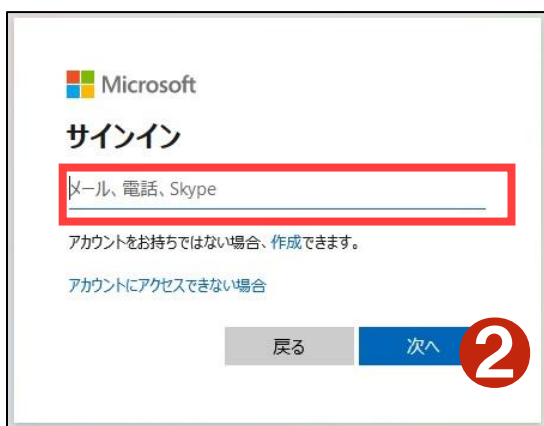 Microsoft
サインイン
メール、電話、Skype
アカウントをお持ちではない場合、作成できます。
アカウントにアクセスできない場合
戻る
次へ
2